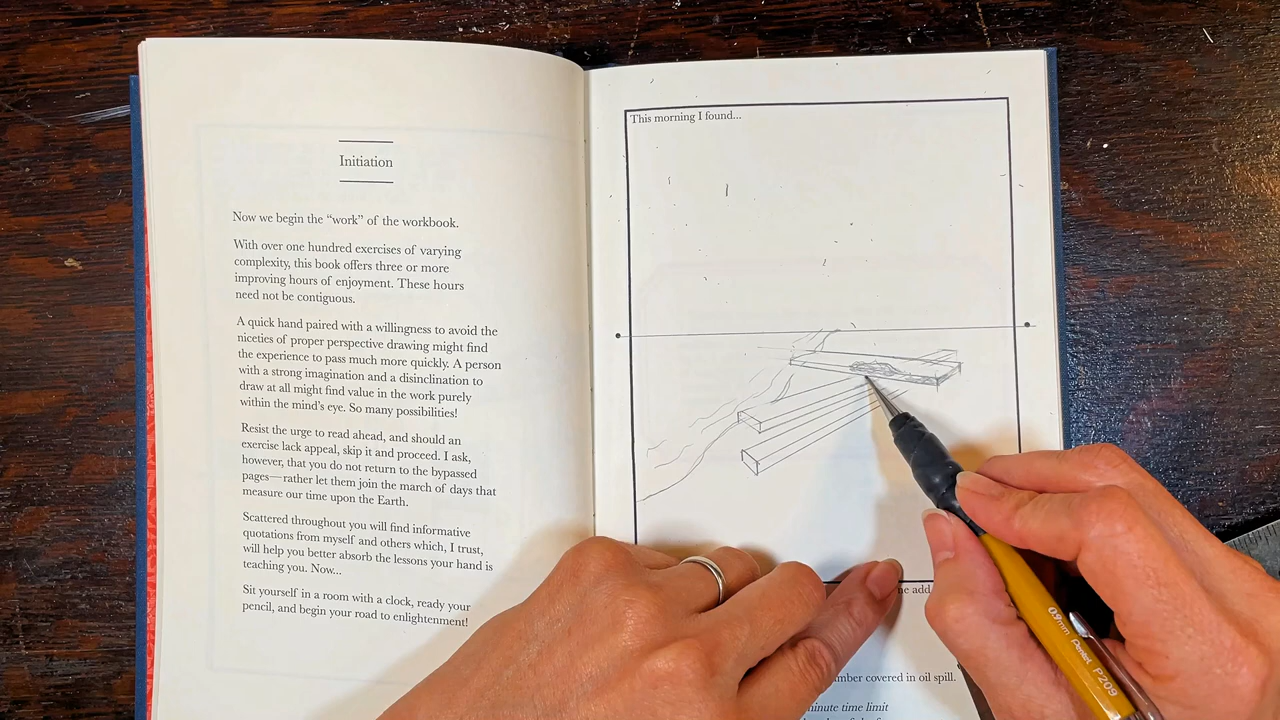 Initiation
Now we begin the “work” of the workbook.
With over one hundred exercises of varying
complexity, this book offers three or more
improving hours of enjoyment. These hours
need not be contiguous.
A quick hand paired with a willingness to avoid the
niceties of proper perspective drawing might find
the experience to pass much more quickly. A person
with a strong imagination and a disinclination to
draw at all might find value in the work purely
within the mind’s eye. So many possibilities!
Resist the urge to read ahead, and should an
exercise lack appeal, skip it and proceed. I ask,
however, that you do not return to the bypassed
pages—rather let them join the march of days that
measure our time upon the Earth.
Scattered throughout you will find informative
quotations from myself and others which, I trust,
will help you better absorb the lessons your hand is
teaching you. Now...
Sit yourself in a room with a clock, ready your
pencil, and begin your road to enlightenment!
This morning I found...
add
covered in oil spill.
time limit
0.9mm Pentel P209